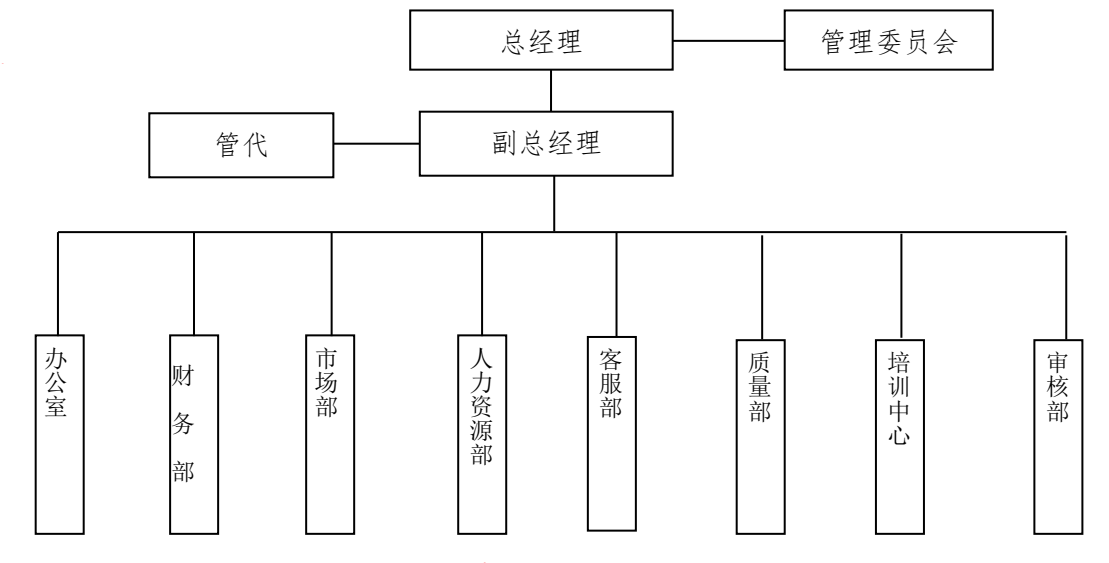 总经理
管理委员会
管代
副总经理
办公室
财务部
市场部
人力资源部
客服部
质量部
培训中心
审核部